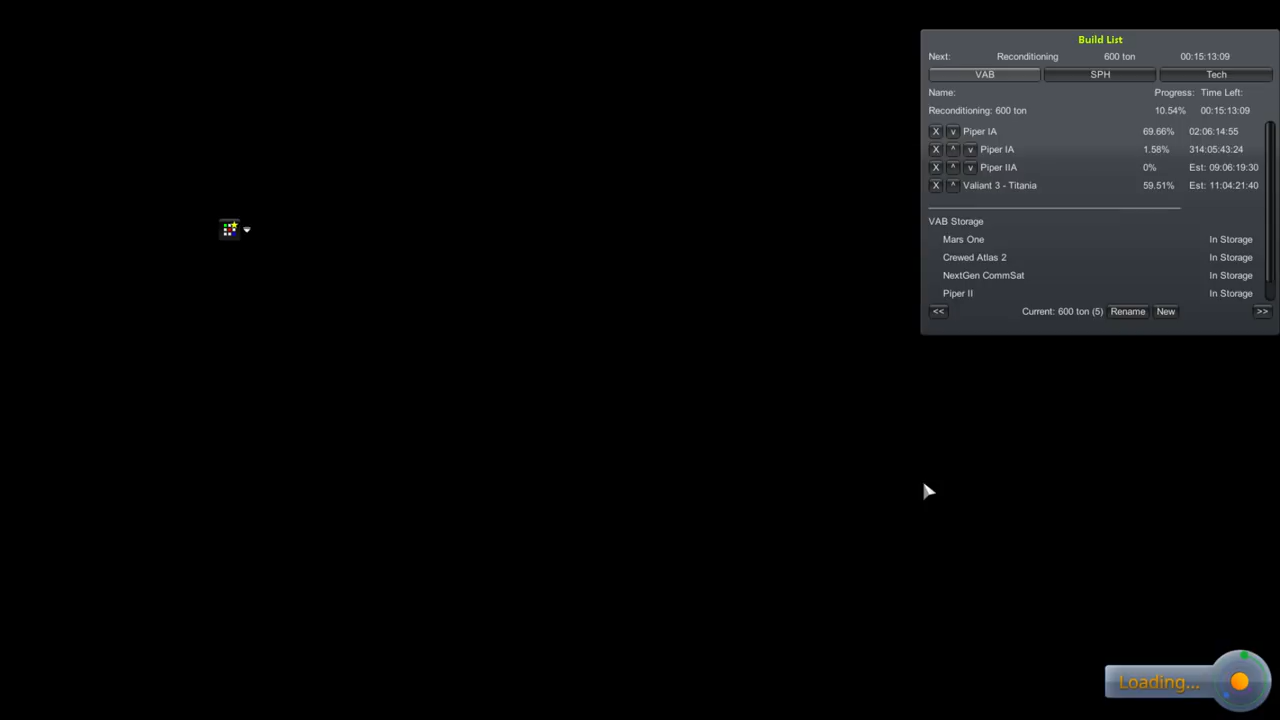 Build List
Next: Reconditioning 600 ton 00:15:13:09
VAB SPH Tech
Name: Progress: Time Left:
Reconditioning: 600 ton 10.54% 00:15:13:09
X v Piper IA 69.66% 02:06:14:55
X ^ v Piper IA 1.58% 314:05:43:24
X ^ v Piper IIA 0% Est: 09:06:19:30
X ^ Valiant 3 - Titania 59.51% Est: 11:04:21:40
VAB Storage
Mars One In Storage
Crewed Atlas 2 In Storage
NextGen CommSat In Storage
Piper II In Storage
<< Current: 600 ton (5) Rename New >>
Loading...